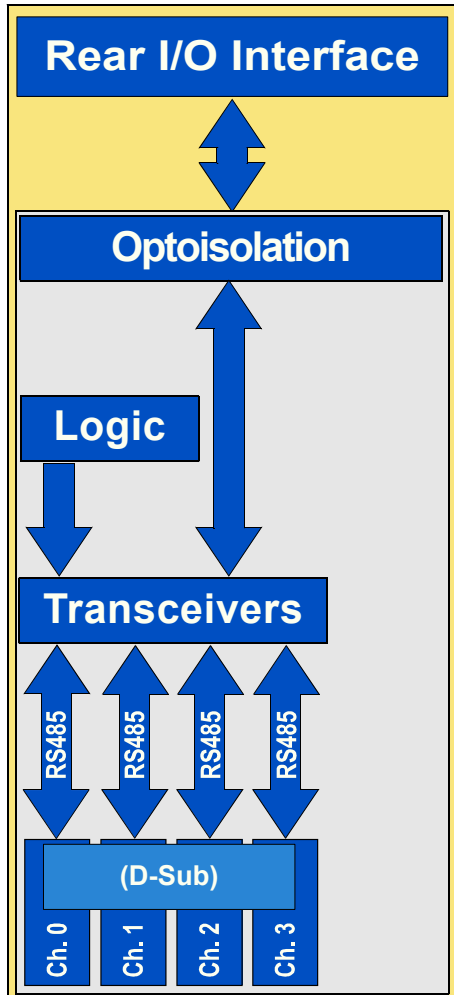 Rear I/O Interface
Optoisolation
Logic
Transceivers
RS485
RS485
RS485
RS485
(D-Sub)
Ch. 0
Ch. 1
Ch. 2
Ch. 3